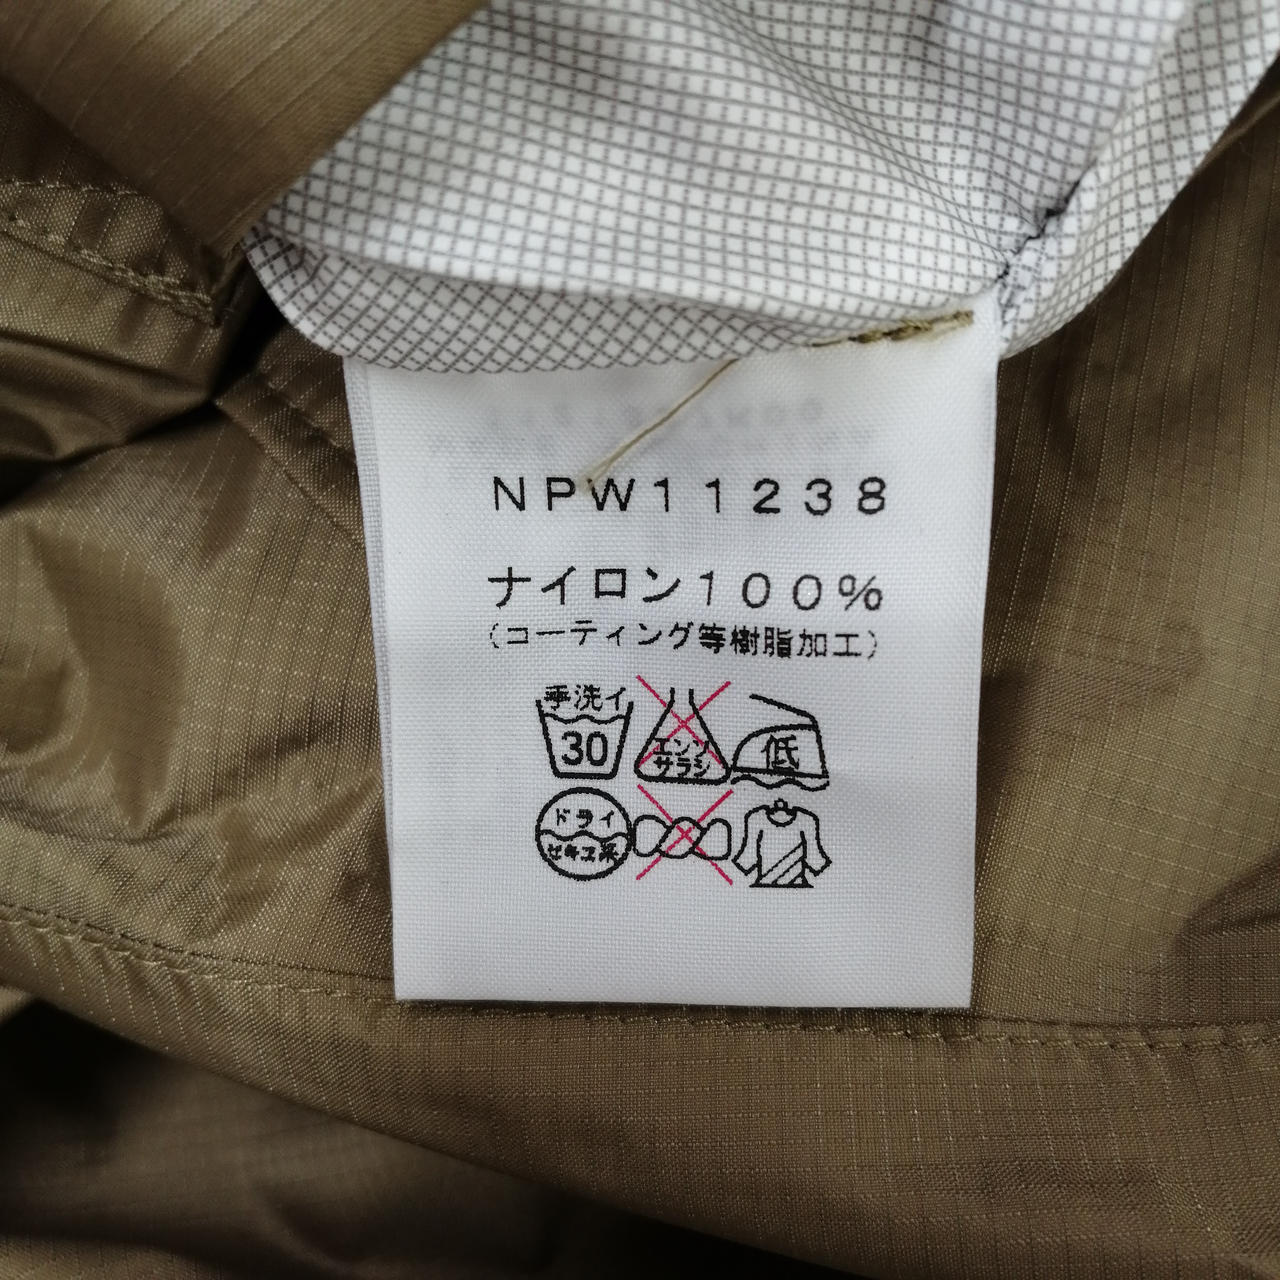 NPW11238
ナイロン100%
(コーティング等樹脂加工)
手洗イ
30
エンソ
サラシ
低
ドライ
セキユ系